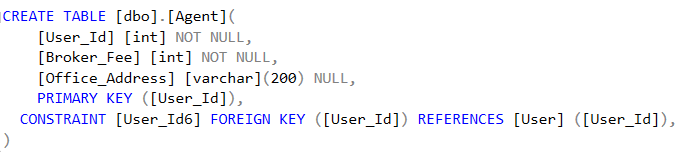 CREATE TABLE [dbo].[Agent](
[User_Id] [int] NOT NULL,
[Broker_Fee] [int] NOT NULL,
[Office_Address] [varchar](200) NULL,
PRIMARY KEY ([User_Id]),
CONSTRAINT [User_Id6] FOREIGN KEY ([User_Id]) REFERENCES [User] ([User_Id]),
)